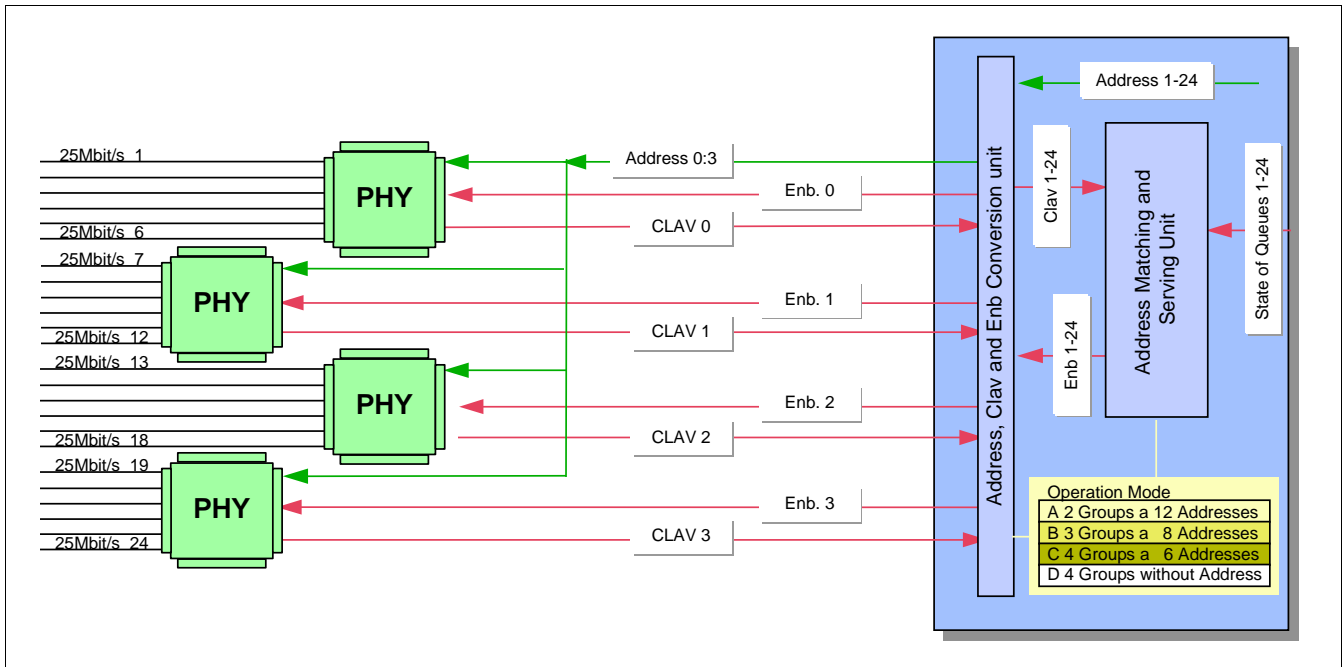 Address 1-24
25Mbit/s 1
PHY
Address 0:3
Enb. 0
CLAV 0
25Mbit/s 6
25Mbit/s 7
PHY
Enb. 1
CLAV 1
25Mbit/s 12
25Mbit/s 13
PHY
Enb. 2
CLAV 2
25Mbit/s 18
25Mbit/s 19
PHY
Enb. 3
CLAV 3
25Mbit/s 24
Address, Clav and Enb Conversion unit
Clav 1-24
Enb 1-24
Address Matching and
Serving Unit
State of Queues 1-24
Operation Mode
A 2 Groups a 12 Addresses
B 3 Groups a 8 Addresses
C 4 Groups a 6 Addresses
D 4 Groups without Address